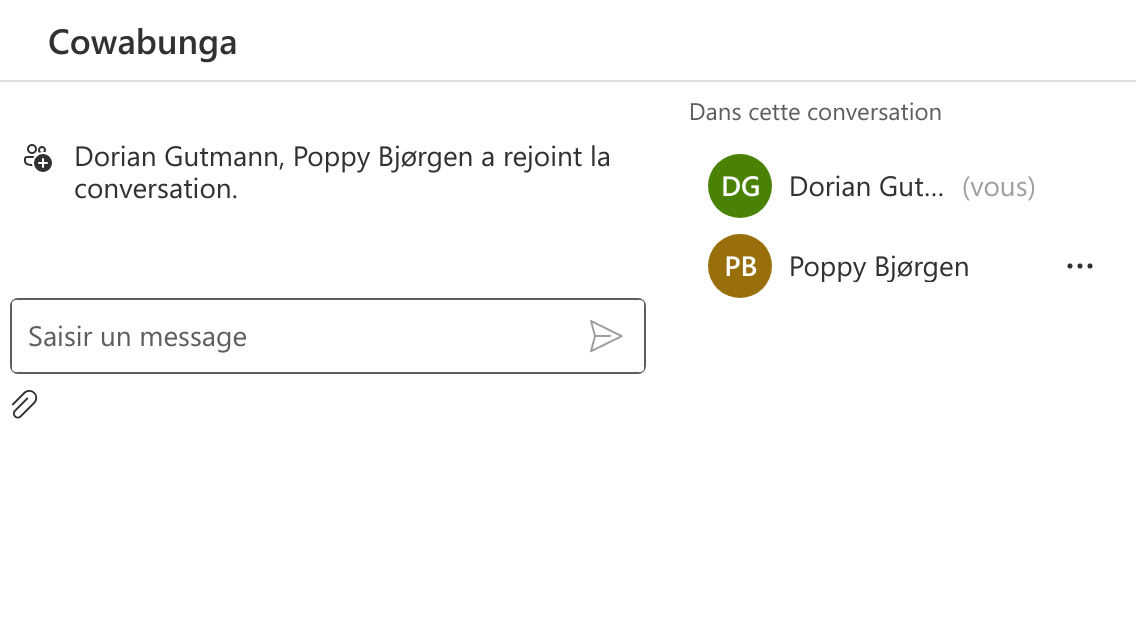 Cowabunga
Dorian Gutmann, Poppy Bjørgen a rejoint la
conversation.
Saisir un message
Dans cette conversation
DG Dorian Gut... (vous)
PB Poppy Bjørgen